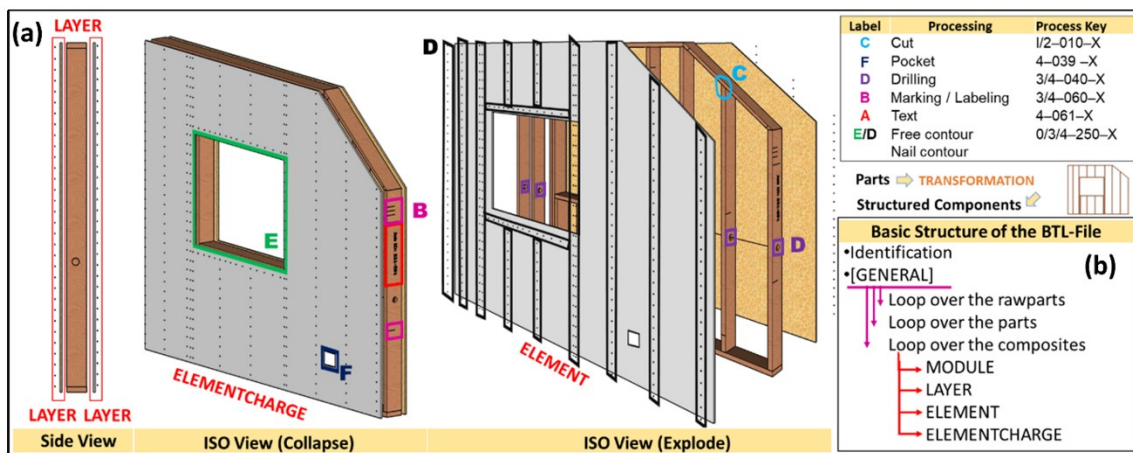 (a)
LAYER
D
C
B
E
D
F
ELEMENTCHARGE
ELEMENT
LAYER LAYER
Side View
ISO View (Collapse)
ISO View (Explode)
Label Processing Process Key
C Cut I/2–010–X
F Pocket 4–039 –X
D Drilling 3/4–040–X
B Marking / Labeling 3/4–060–X
A Text 4–061–X
E/D Free contour 0/3/4–250–X
Nail contour
Parts TRANSFORMATION
Structured Components
Basic Structure of the BTL-File
•Identification
(b)
•[GENERAL]
Loop over the rawparts
Loop over the parts
Loop over the composites
MODULE
LAYER
ELEMENT
ELEMENTCHARGE